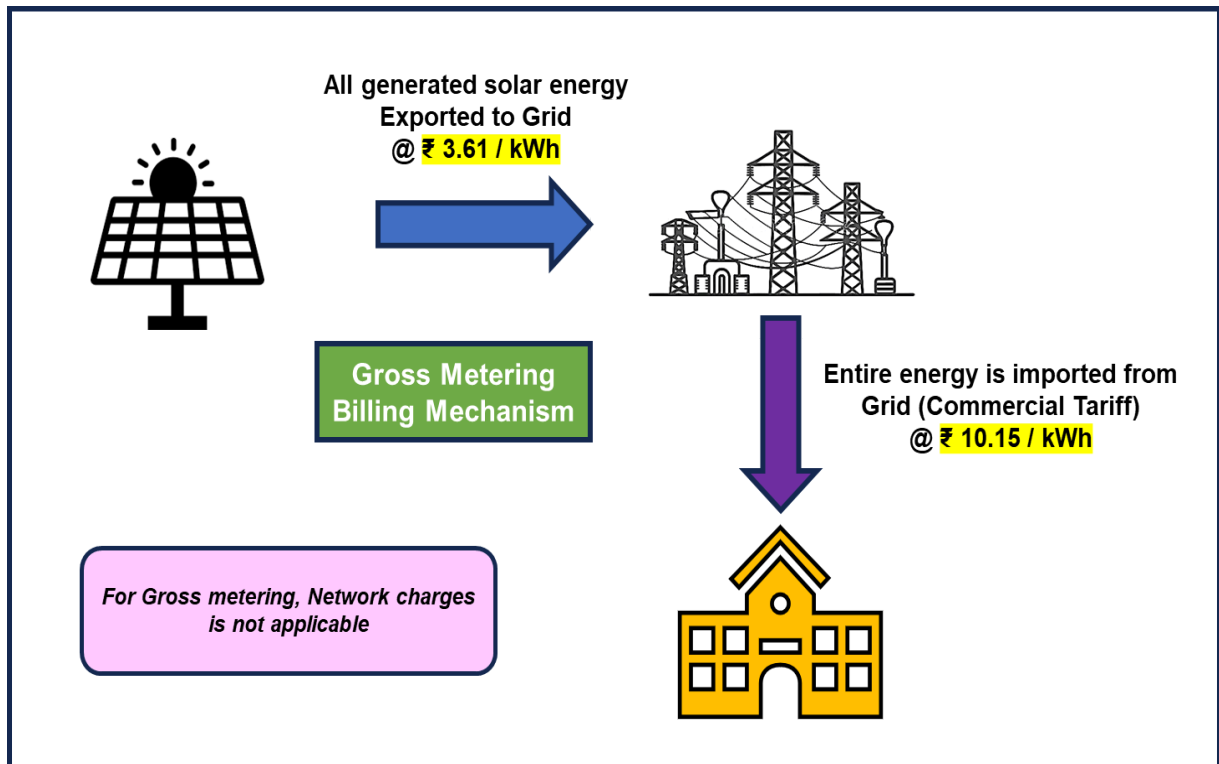 All generated solar energy
Exported to Grid
@ ₹ 3.61 / kWh
Gross Metering
Billing Mechanism
Entire energy is imported from
Grid (Commercial Tariff)
@ ₹ 10.15 / kWh
For Gross metering, Network charges
is not applicable